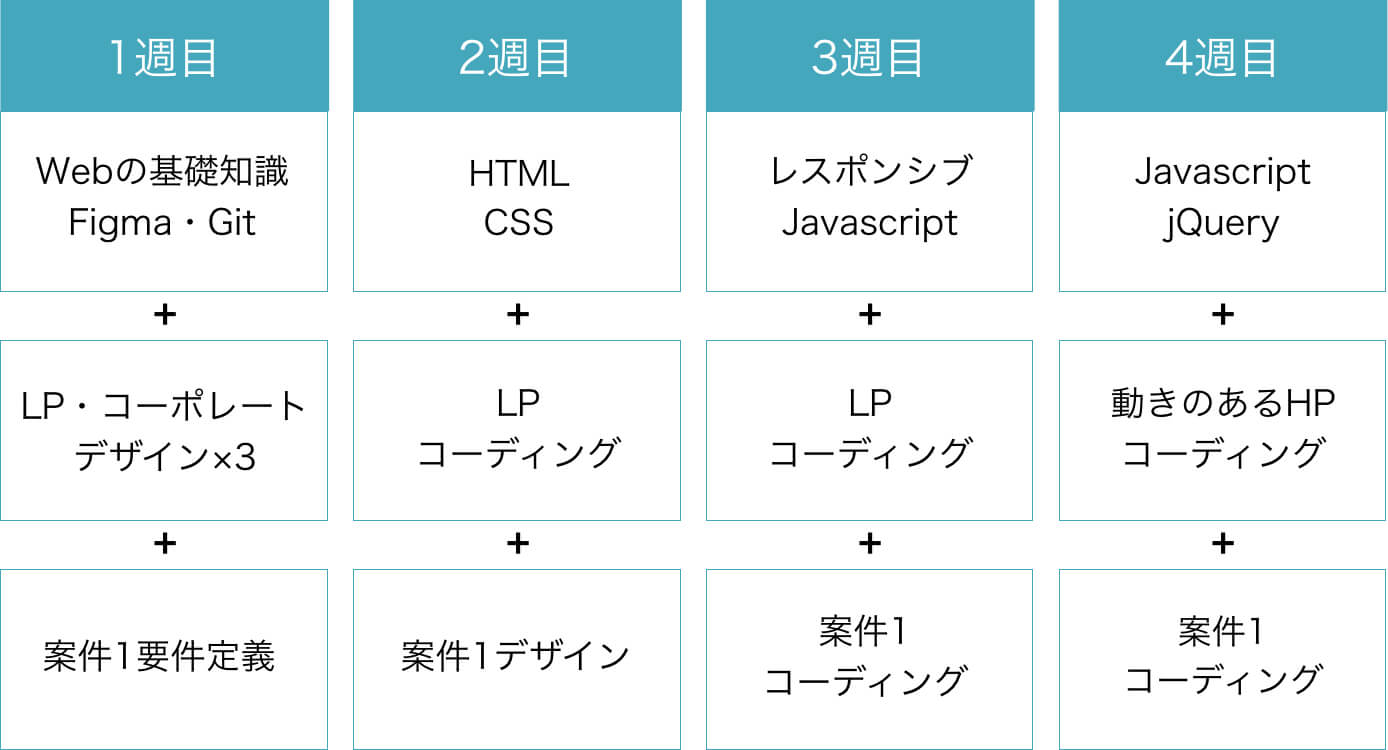 1週目
Webの基礎知識
Figma・Git
+
LP・コーポレート
デザイン×3
+
案件1要件定義
2週目
HTML
CSS
+
LP
コーディング
+
案件1デザイン
3週目
レスポンシブ
Javascript
+
LP
コーディング
+
案件1
コーディング
4週目
Javascript
jQuery
+
動きのあるHP
コーディング
+
案件1
コーディング